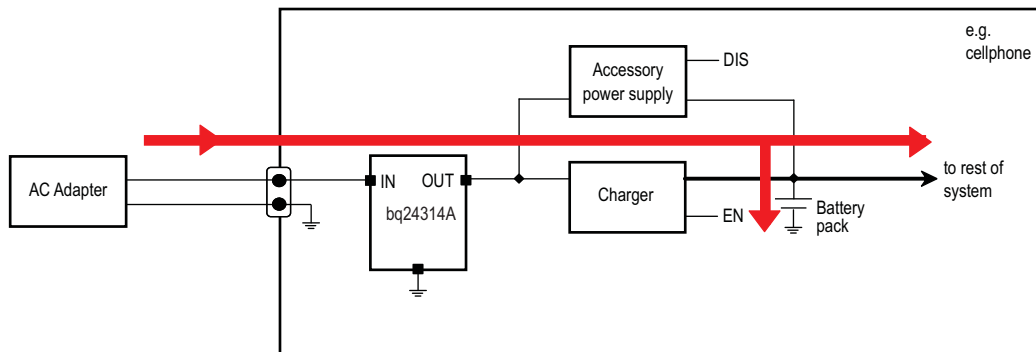 e.g.
cellphone
Accessory
power supply
DIS
AC Adapter
IN
OUT
bq24314A
Charger
EN
to rest of
system
Battery
pack